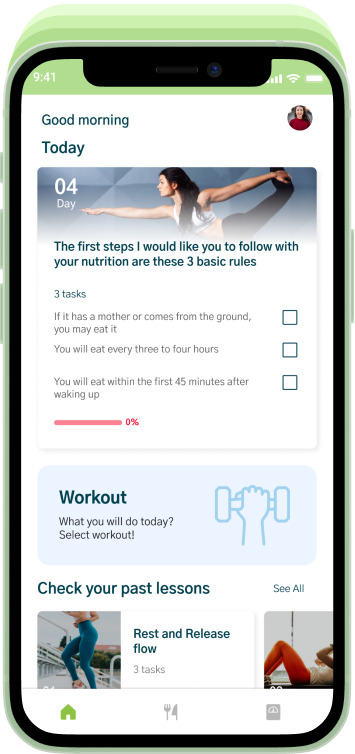 9:41
Good morning
Today
04
Day
The first steps I would like you to follow with
your nutrition are these 3 basic rules
3 tasks
If it has a mother or comes from the ground,
you may eat it
You will eat every three to four hours
You will eat within the first 45 minutes after
waking up
0%
Workout
What you will do today?
Select workout!
Check your past lessons
See All
Rest and Release
flow
3 tasks